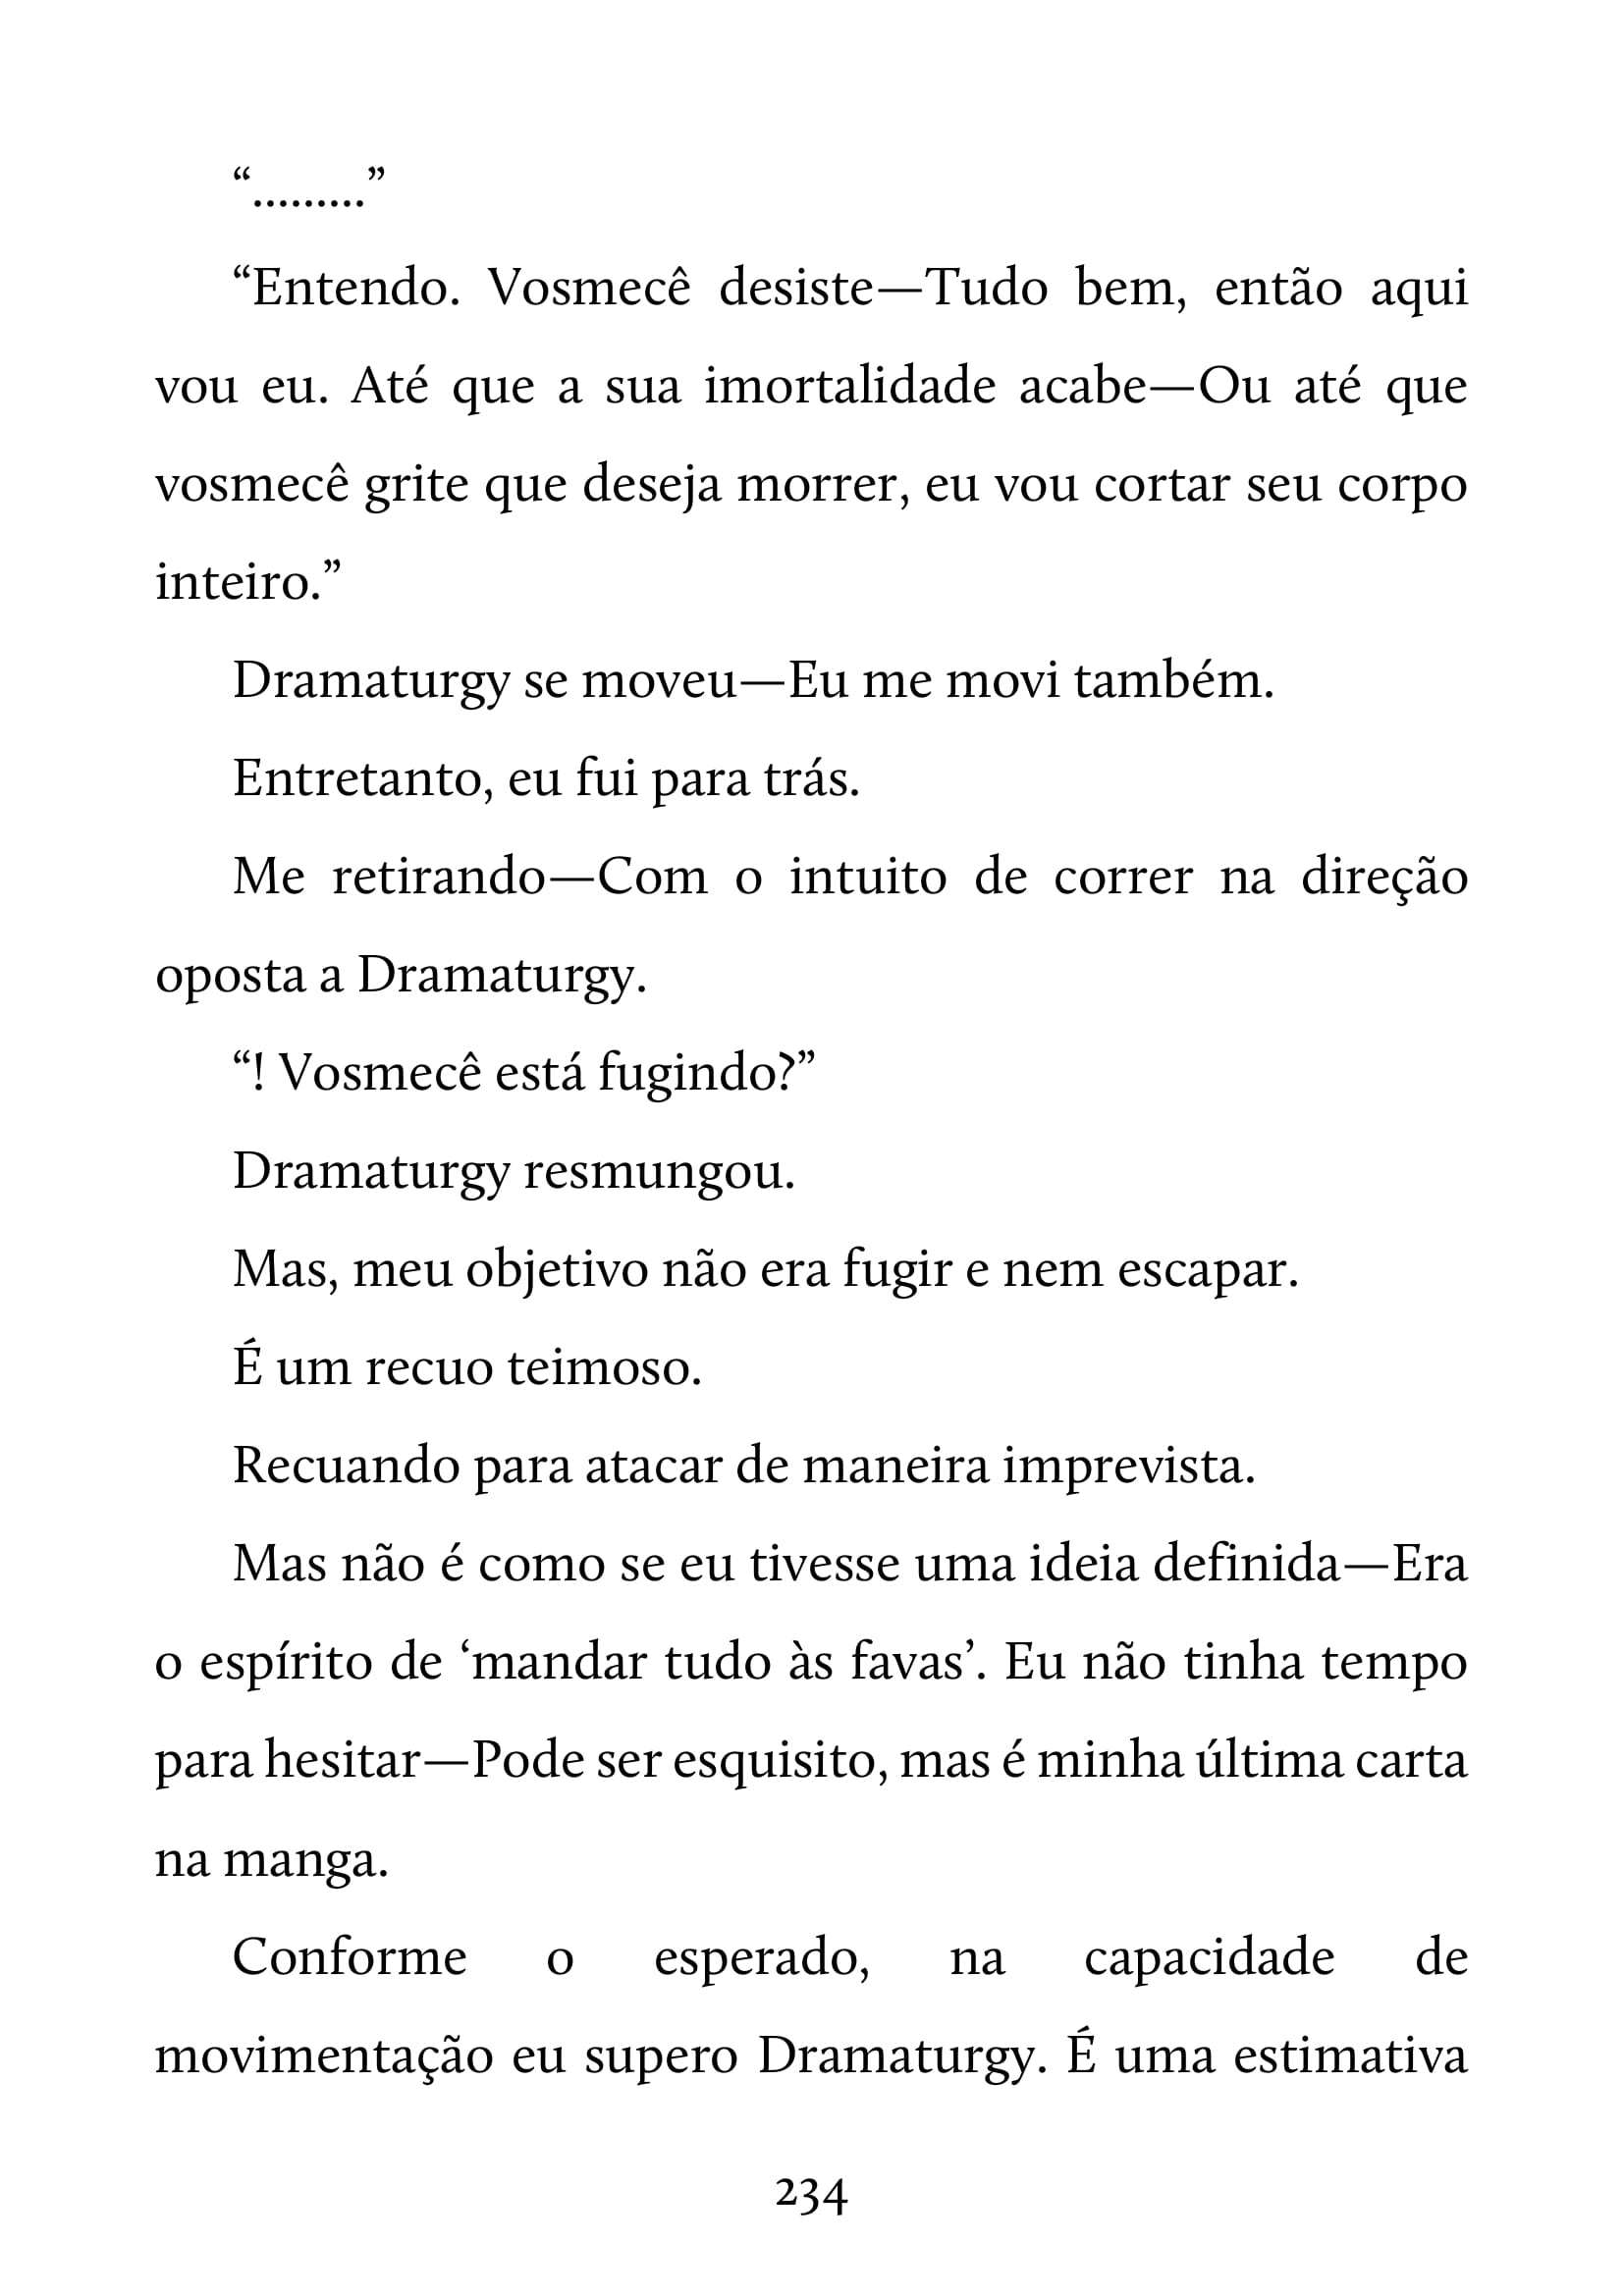 “.........”
“Entendo. Vosmecê desiste—Tudo bem, então aqui
vou eu. Até que a sua imortalidade acabe—Ou até que
vosmecê grite que deseja morrer, eu vou cortar seu corpo
inteiro.”
Dramaturgy se moveu—Eu me movi também.
Entretanto, eu fui para trás.
Me retirando—Com o intuito de correr na direção
oposta a Dramaturgy.
“! Vosmecê está fugindo?”
Dramaturgy resmungou.
Mas, meu objetivo não era fugir e nem escapar.
É um recuo teimoso.
Recuando para atacar de maneira imprevista.
Mas não é como se eu tivesse uma ideia definida—Era
o espírito de ‘mandar tudo às favas’. Eu não tinha tempo
para hesitar—Pode ser esquisito, mas é minha última carta
na manga.
Conforme o esperado, na capacidade de
movimentação eu supero Dramaturgy. É uma estimativa
234